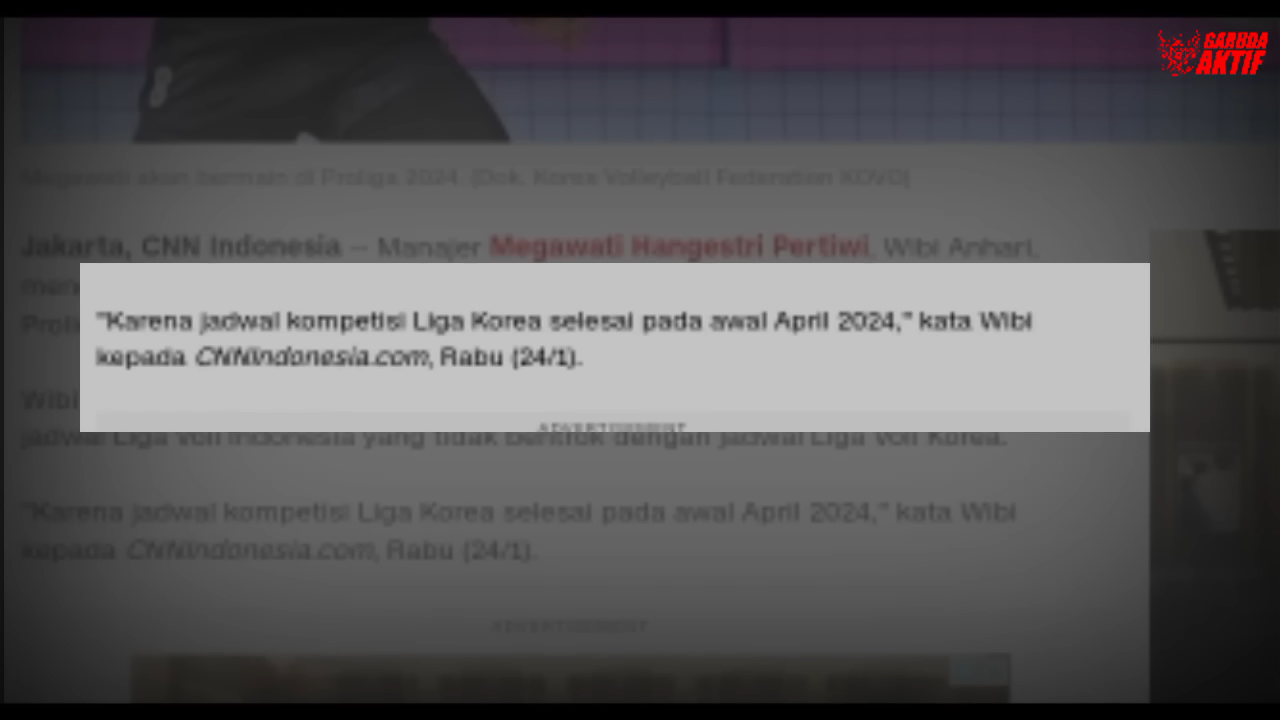 GARUDA
AKTIF
Megawati akan bermain di Proliga 2024. (Dok. Korea Volleyball Federation KOVO)
Jakarta, CNN Indonesia -- Manajer Megawati Hangestri Pertiwi, Wibi Anhari,
"Karena jadwal kompetisi Liga Korea selesai pada awal April 2024," kata Wibi
kepada CNNIndonesia.com, Rabu (24/1).
ADVERTISEMENT
Wibi
jadwal Liga Voli Indonesia yang tidak bentrok dengan jadwal Liga Voli Korea.
"Karena jadwal kompetisi Liga Korea selesai pada awal April 2024," kata Wibi
kepada CNNIndonesia.com, Rabu (24/1).
ADVERTISEMENT